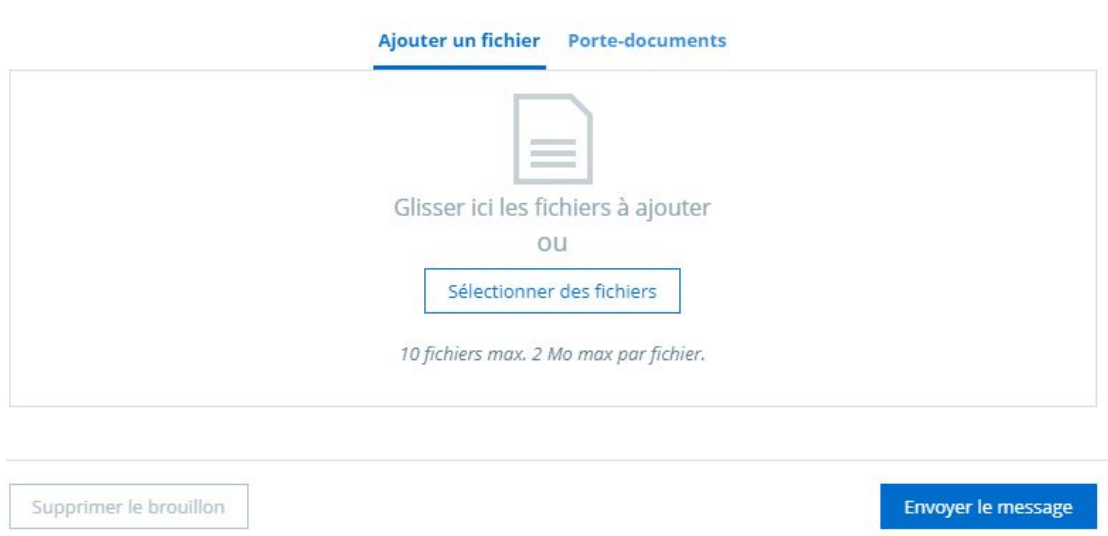 Ajouter un fichier Porte-documents
Glisser ici les fichiers à ajouter
ou
Sélectionner des fichiers
10 fichiers max. 2 Mo max par fichier.
Supprimer le brouillon Envoyer le message